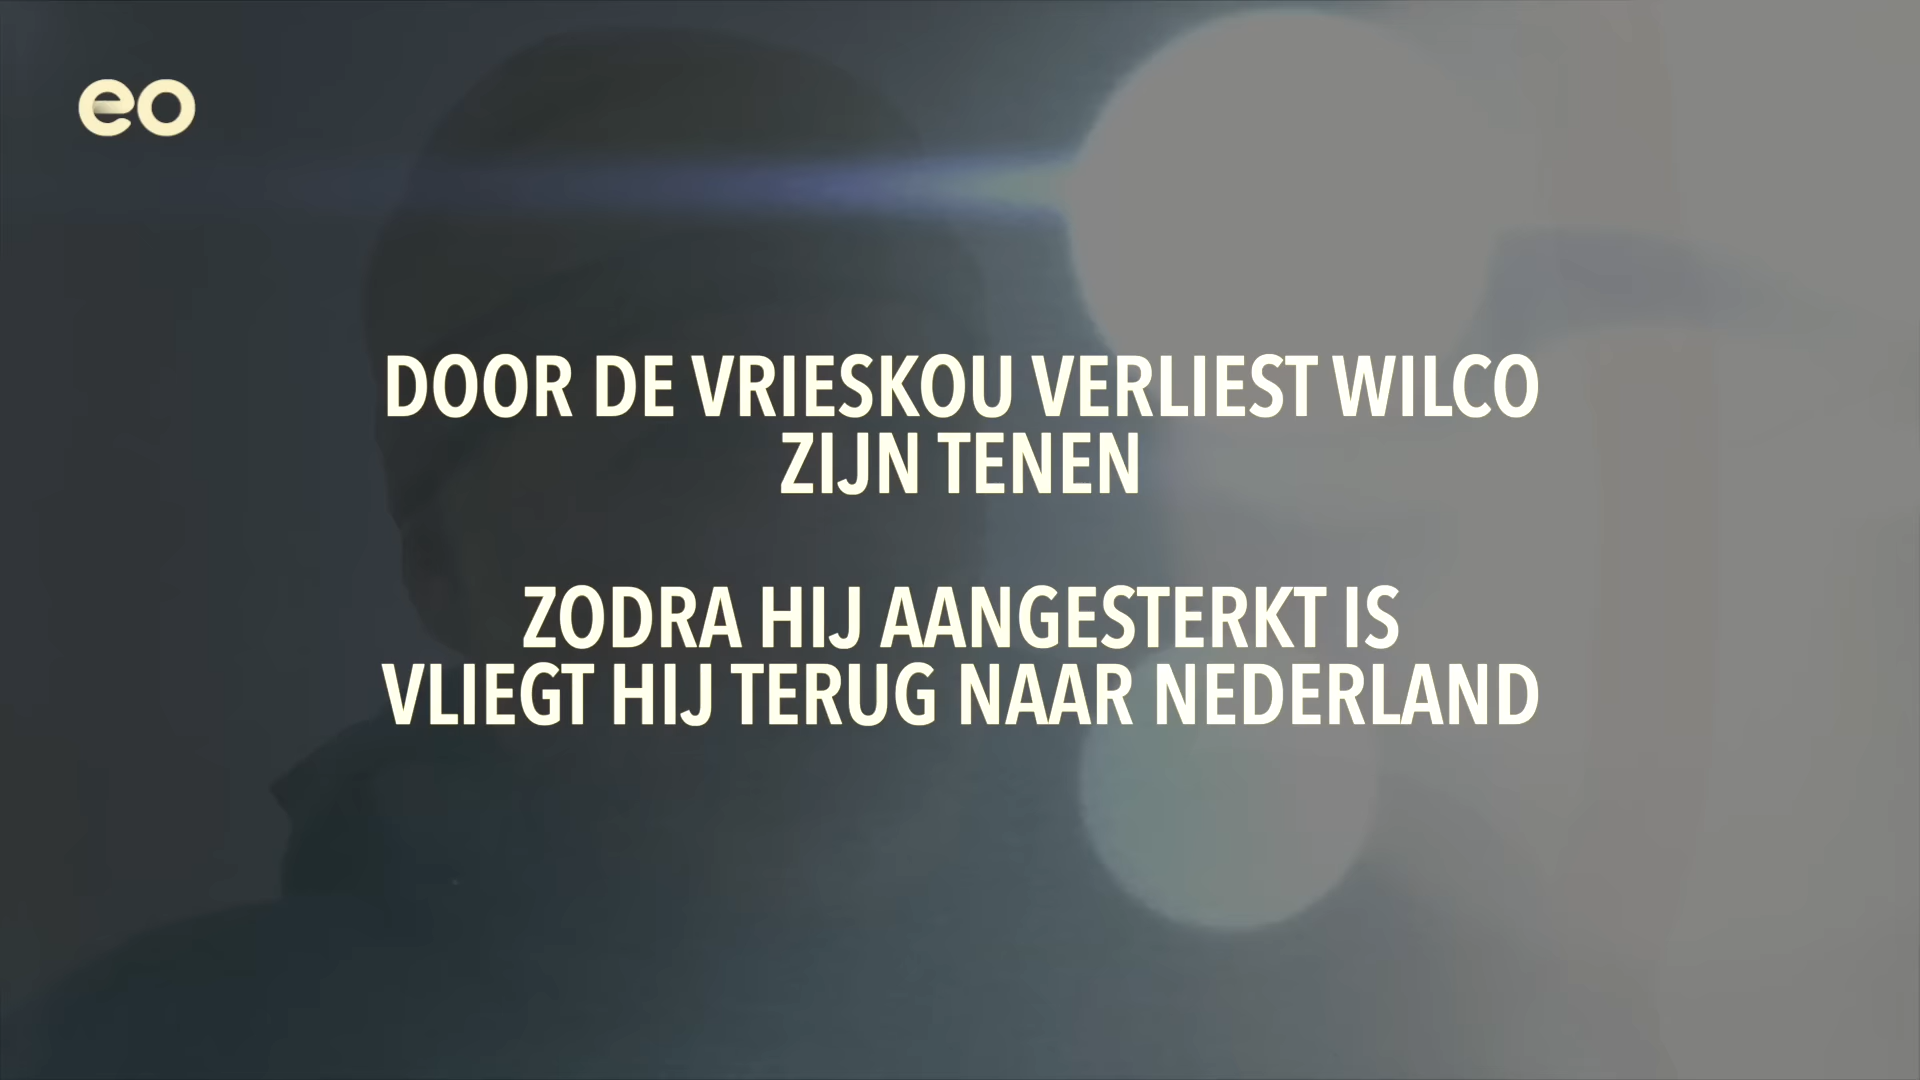 eo
DOOR DE VRIESKOU VERLIEST WILCO
ZIJN TENEN
ZODRA HIJ AANGESTERKT IS
VLIEGT HIJ TERUG NAAR NEDERLAND